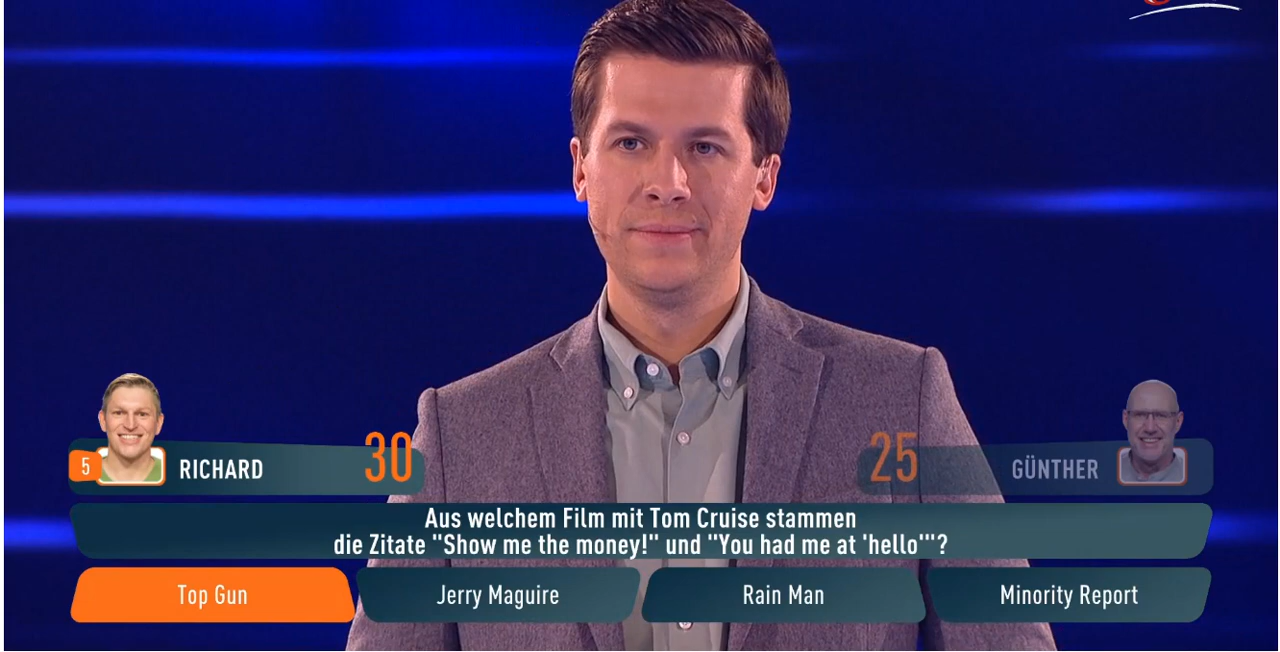 5 RICHARD 30
25 GÜNTHER
Aus welchem Film mit Tom Cruise stammen
die Zitate "Show me the money!" und "You had me at 'hello'"?
Top Gun
Jerry Maguire
Rain Man
Minority Report